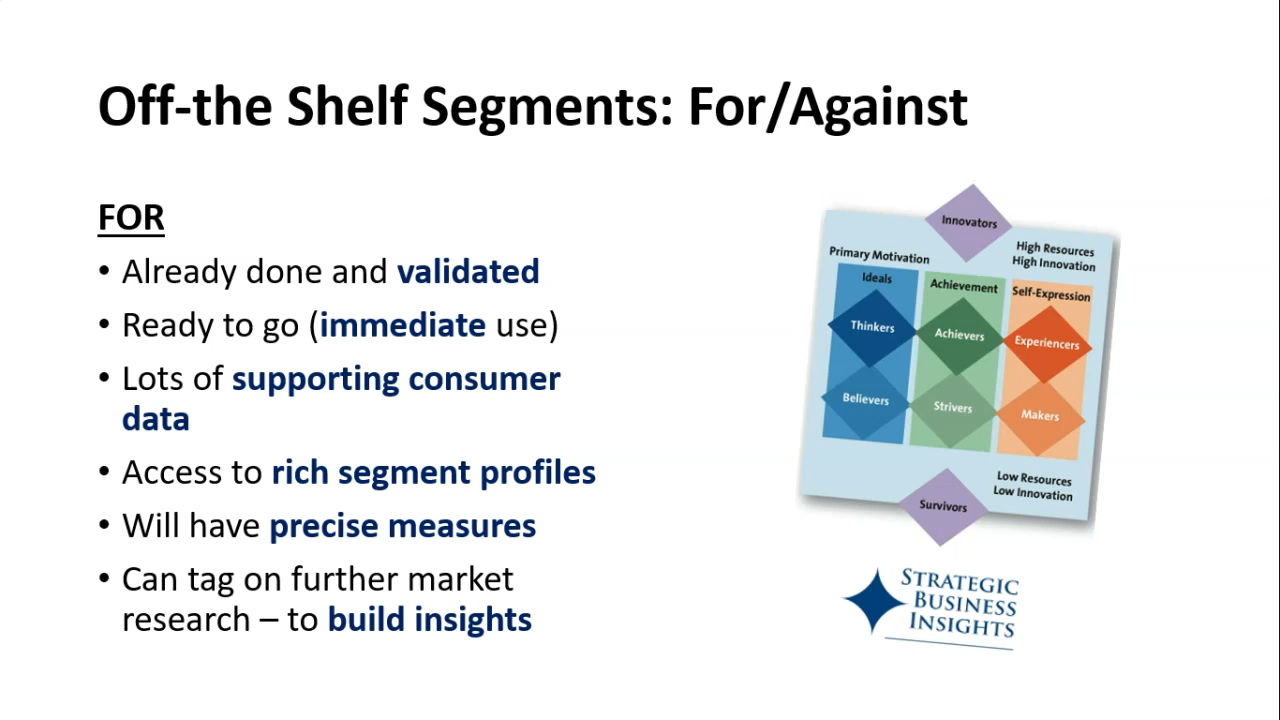 Off-the Shelf Segments: For/Against
FOR
• Already done and validated
• Ready to go (immediate use)
• Lots of supporting consumer
data
• Access to rich segment profiles
• Will have precise measures
• Can tag on further market
research – to build insights
Innovators
High Resources
High Innovation
Primary Motivation
Ideals
Achievement
Self-Expression
Thinkers
Achievers
Experiencers
Believers
Strivers
Makers
Low Resources
Low Innovation
Survivors
STRATEGIC
BUSINESS
INSIGHTS